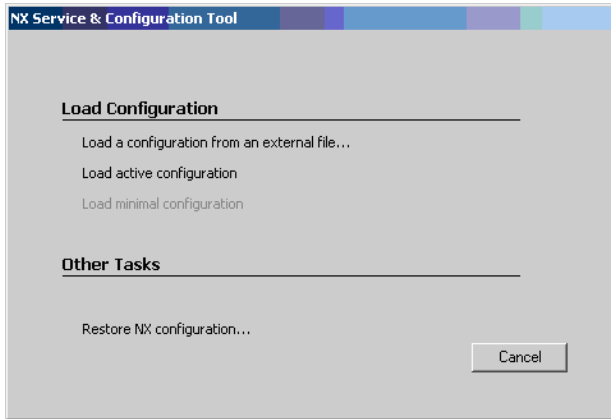 NX Service & Configuration Tool
Load Configuration
Load a configuration from an external file...
Load active configuration
Load minimal configuration
Other Tasks
Restore NX configuration...
Cancel